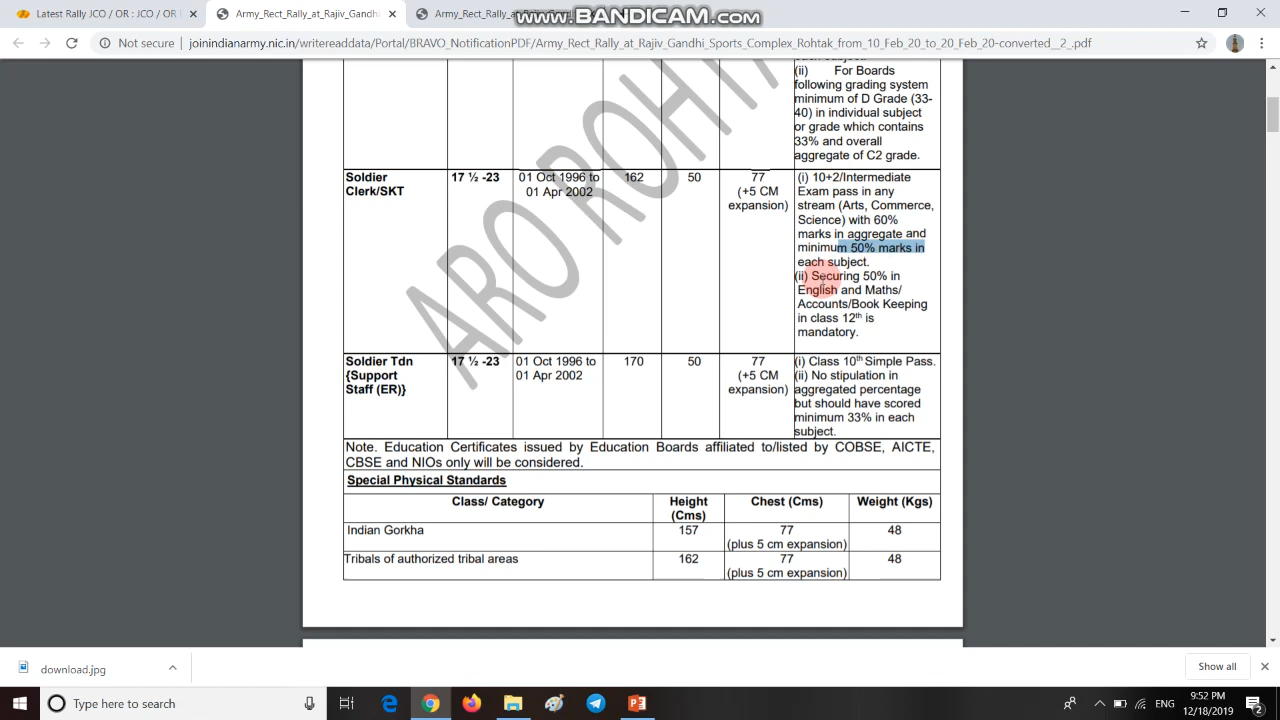 Latest Rally JCO / OR : JCO / OR
Army_Rect_Rally_at_Rajiv_Gandhi
www.BANDICAM.com
Not secure
joinindianarmy.nic.in/writereaddata/Portal/BRAVO_NotificationPDF/Army_Rect_Rally_at_Rajiv_Gandhi_Sports_Complex_Rohtak_from_10_Feb_20_to_20_Feb_20-converted__2_.pdf
each subject.
(ii) For Boards
following grading system
minimum of D Grade (33-
40) in individual subject
or grade which contains
33% and overall
aggregate of C2 grade.
Soldier
Clerk/SKT
17 ½ -23
01 Oct 1996 to
01 Apr 2002
162
50
77
(+5 CM
expansion)
(i) 10+2/Intermediate
Exam pass in any
stream (Arts, Commerce,
Science) with 60%
marks in aggregate and
minimum 50% marks in
each subject.
(ii) Securing 50% in
English and Maths/
Accounts/Book Keeping
in class 12th is
mandatory.
Soldier Tdn
{Support
Staff (ER)}
17 ½ -23
01 Oct 1996 to
01 Apr 2002
170
50
77
(+5 CM
expansion)
(i) Class 10th Simple Pass.
(ii) No stipulation in
aggregated percentage
but should have scored
minimum 33% in each
subject.
Note. Education Certificates issued by Education Boards affiliated to/listed by COBSE, AICTE,
CBSE and NIOs only will be considered.
Special Physical Standards
Class/ Category
Height
(Cms)
Chest (Cms)
Weight (Kgs)
Indian Gorkha
157
77
(plus 5 cm expansion)
48
Tribals of authorized tribal areas
162
77
(plus 5 cm expansion)
48
ARO ROHTA
download.jpg
Show all
Type here to search
ENG
9:52 PM
12/18/2019
2